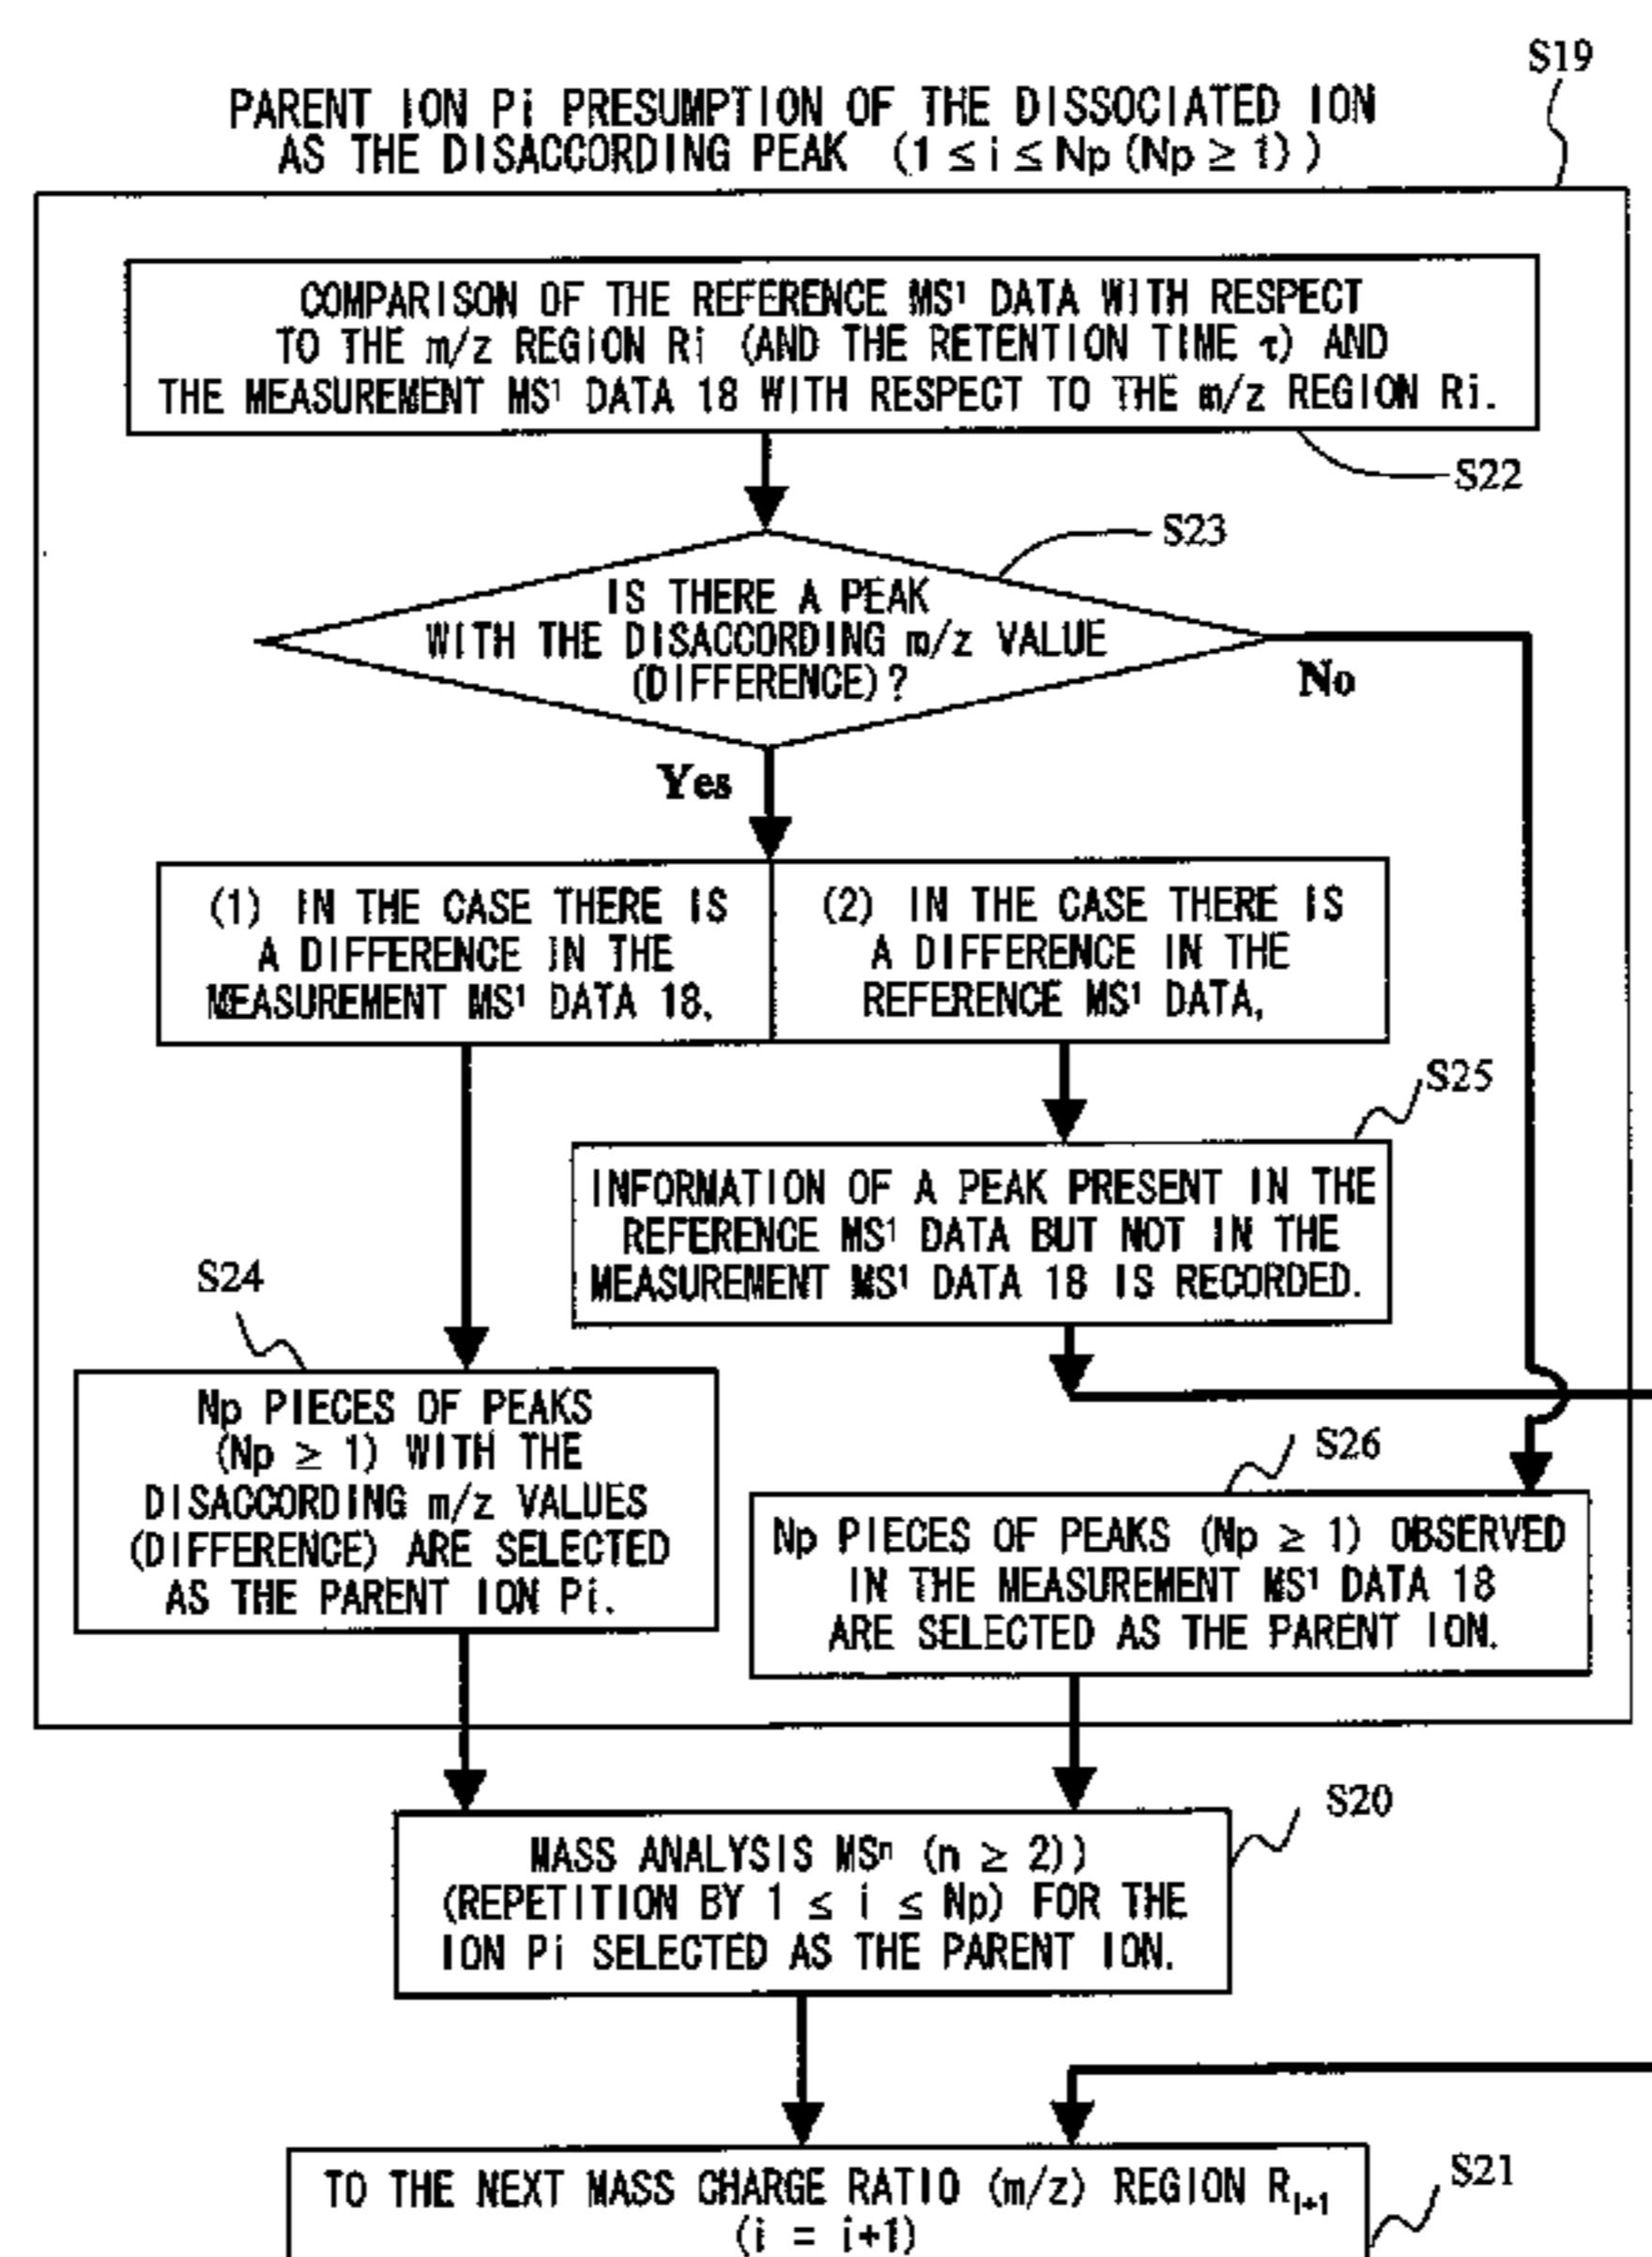 S19
PARENT ION Pi PRESUMPTION OF THE DISSOCIATED ION
AS THE DISACCORDING PEAK (1 ≤ i ≤ Np (Np ≥ 1))
COMPARISON OF THE REFERENCE MS¹ DATA WITH RESPECT
TO THE m/z REGION Ri (AND THE RETENTION TIME τ) AND
THE MEASUREMENT MS¹ DATA 18 WITH RESPECT TO THE m/z REGION Ri.
S22
S23
IS THERE A PEAK
WITH THE DISACCORDING m/z VALUE
(DIFFERENCE)?
No
Yes
(1) IN THE CASE THERE IS
A DIFFERENCE IN THE
MEASUREMENT MS¹ DATA 18,
(2) IN THE CASE THERE IS
A DIFFERENCE IN THE
REFERENCE MS¹ DATA,
S25
INFORMATION OF A PEAK PRESENT IN THE
REFERENCE MS¹ DATA BUT NOT IN THE
MEASUREMENT MS¹ DATA 18 IS RECORDED.
S24
Np PIECES OF PEAKS
(Np ≥ 1) WITH THE
DISACCORDING m/z VALUES
(DIFFERENCE) ARE SELECTED
AS THE PARENT ION Pi.
S26
Np PIECES OF PEAKS (Np ≥ 1) OBSERVED
IN THE MEASUREMENT MS¹ DATA 18
ARE SELECTED AS THE PARENT ION.
S20
MASS ANALYSIS MSⁿ (n ≥ 2))
(REPETITION BY 1 ≤ i ≤ Np) FOR THE
ION Pi SELECTED AS THE PARENT ION.
S21
TO THE NEXT MASS CHARGE RATIO (m/z) REGION Rᵢ₊₁
(i = i+1)